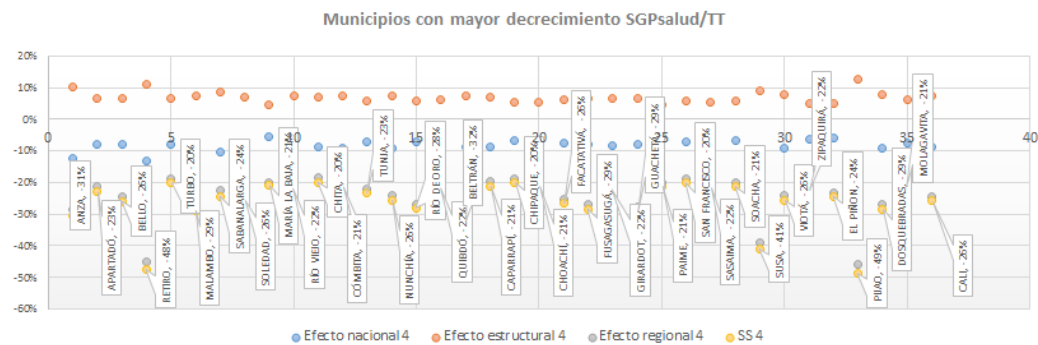 Municipios con mayor decrecimiento SGPsalud/TT
20%
10%
0%
-10%
-20%
-30%
-40%
-50%
-60%
0
5
10
15
20
25
30
35
40
ANZA, - 31%
APARTADÓ, - 23%
BELLO, - 26%
RETIRO, - 48%
TURBO, - 20%
MALAMBO, - 29%
SABANALARGA, - 24%
SOLEDAD, - 26%
MARÍA LA BAJA, - 21%
RÍO VIEJO, - 22%
CHITA, - 20%
CÓMBITA, - 21%
TUNJA, - 23%
NUNCHÍA, - 26%
RÍO DE ORO, - 28%
QUIBDÓ, - 22%
BELTRÁN, - 32%
CAPARRAPÍ, - 21%
CHIPAQUE, - 20%
CHOACHÍ, - 21%
FACATATIVÁ, - 26%
FUSAGASUGÁ, - 29%
GIRARDOT, - 22%
GUACHETÁ, - 29%
PAIME, - 21%
SAN FRANCISCO, - 20%
SASAIMA, - 22%
SOACHA, - 21%
SUSA, - 41%
VIOTÁ, - 26%
ZIPAQUIRÁ, - 22%
EL PIÑON, - 24%
PIJAO, - 49%
DOSQUEBRADAS, - 29%
MOLAGAVITA, - 21%
CALI, - 26%
Efecto nacional 4
Efecto estructural 4
Efecto regional 4
SS 4